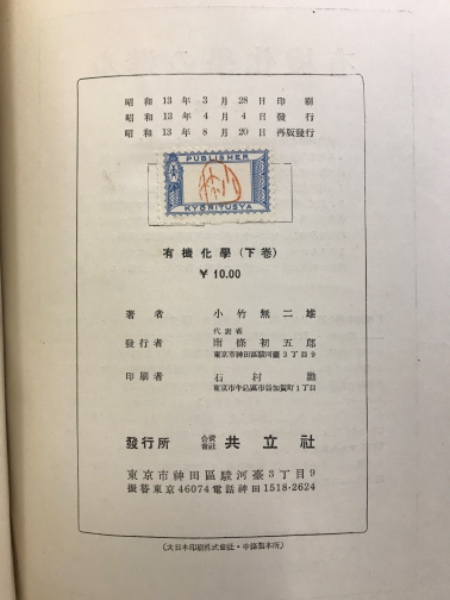 昭和13年3月28日印刷
昭和13年4月4日發行
昭和13年8月20日再版發行
PUBLISHER
KYORITUSYA
有機化學(下卷)
¥10.00
著者 小竹無二雄
代表者
發行者 南條初五郎
東京市神田區駿河臺3丁目9
印刷者 石村
東京市牛込區市谷加賀町1丁目
發行所 合資會社 共立社
東京市神田區駿河臺3丁目9
振替東京46074電話神田1518・2624
(大日本印刷株式會社・中條製本所)